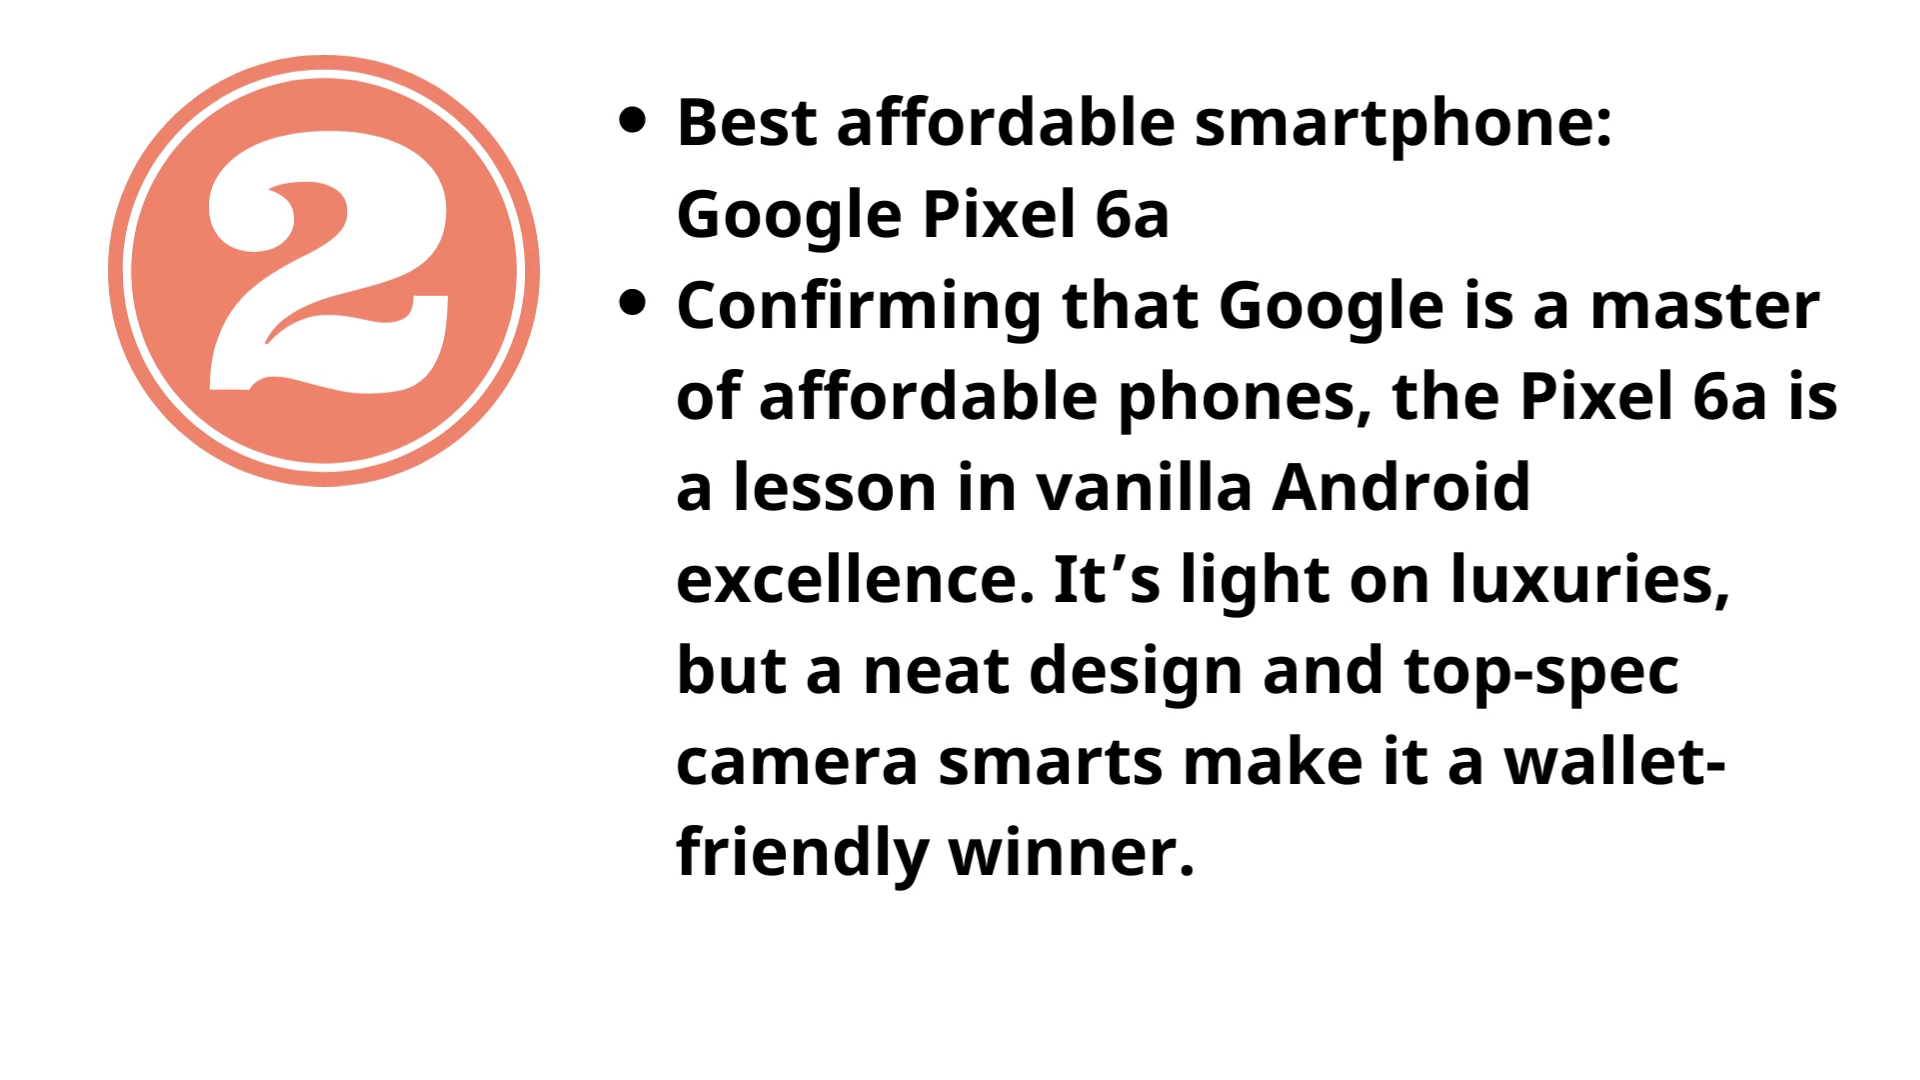 2
• Best affordable smartphone:
Google Pixel 6a
• Confirming that Google is a master
of affordable phones, the Pixel 6a is
a lesson in vanilla Android
excellence. It’s light on luxuries,
but a neat design and top-spec
camera smarts make it a wallet-
friendly winner.